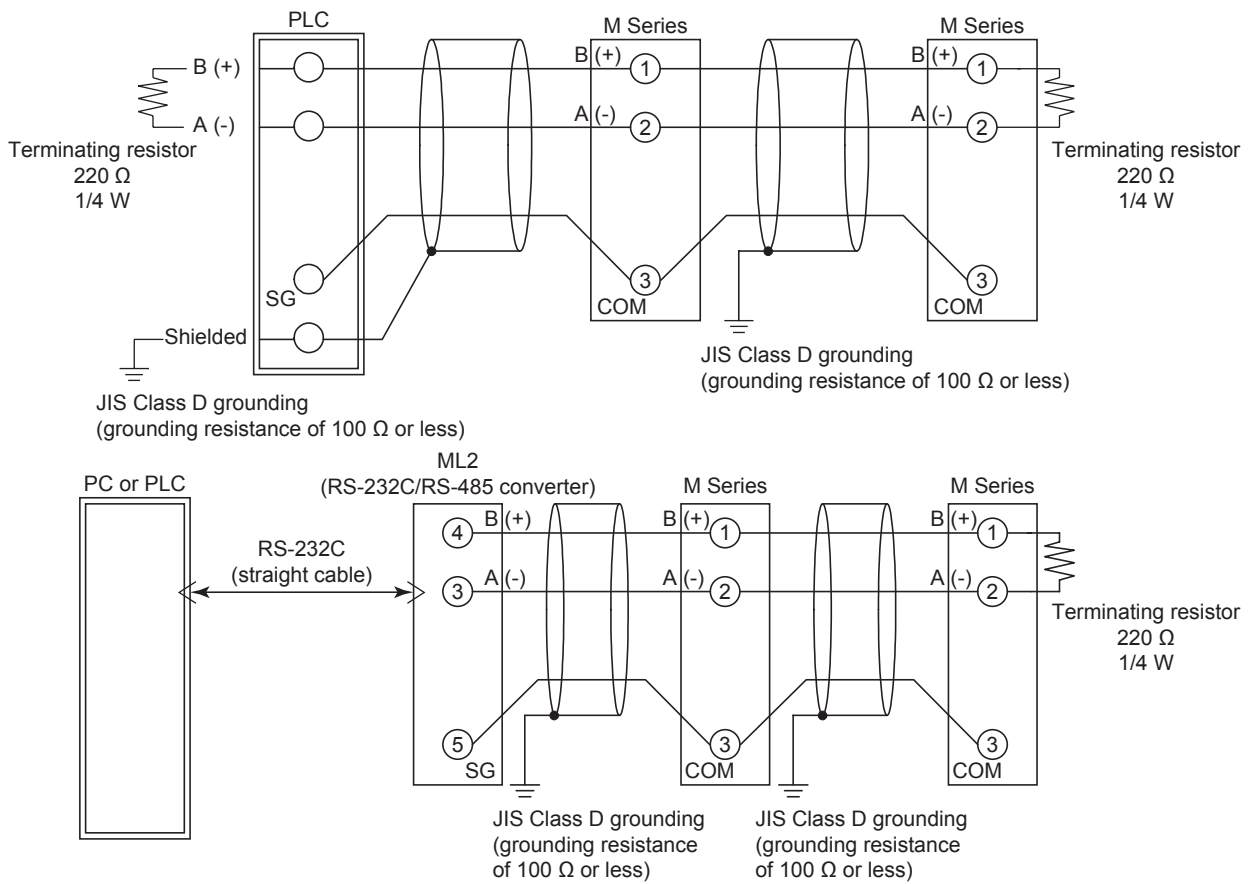 PLC
M Series
M Series
B (+)
B (+)
1
B (+)
1
A (-)
A (-)
2
A (-)
2
Terminating resistor
220 Ω
1/4 W
Terminating resistor
220 Ω
1/4 W
SG
3
COM
3
COM
Shielded
JIS Class D grounding
(grounding resistance of 100 Ω or less)
JIS Class D grounding
(grounding resistance of 100 Ω or less)
PC or PLC
ML2
(RS-232C/RS-485 converter)
M Series
M Series
RS-232C
(straight cable)
4
B (+)
B (+)
1
B (+)
1
3
A (-)
A (-)
2
A (-)
2
Terminating resistor
220 Ω
1/4 W
5
SG
3
COM
3
COM
JIS Class D grounding
(grounding resistance
of 100 Ω or less)
JIS Class D grounding
(grounding resistance
of 100 Ω or less)